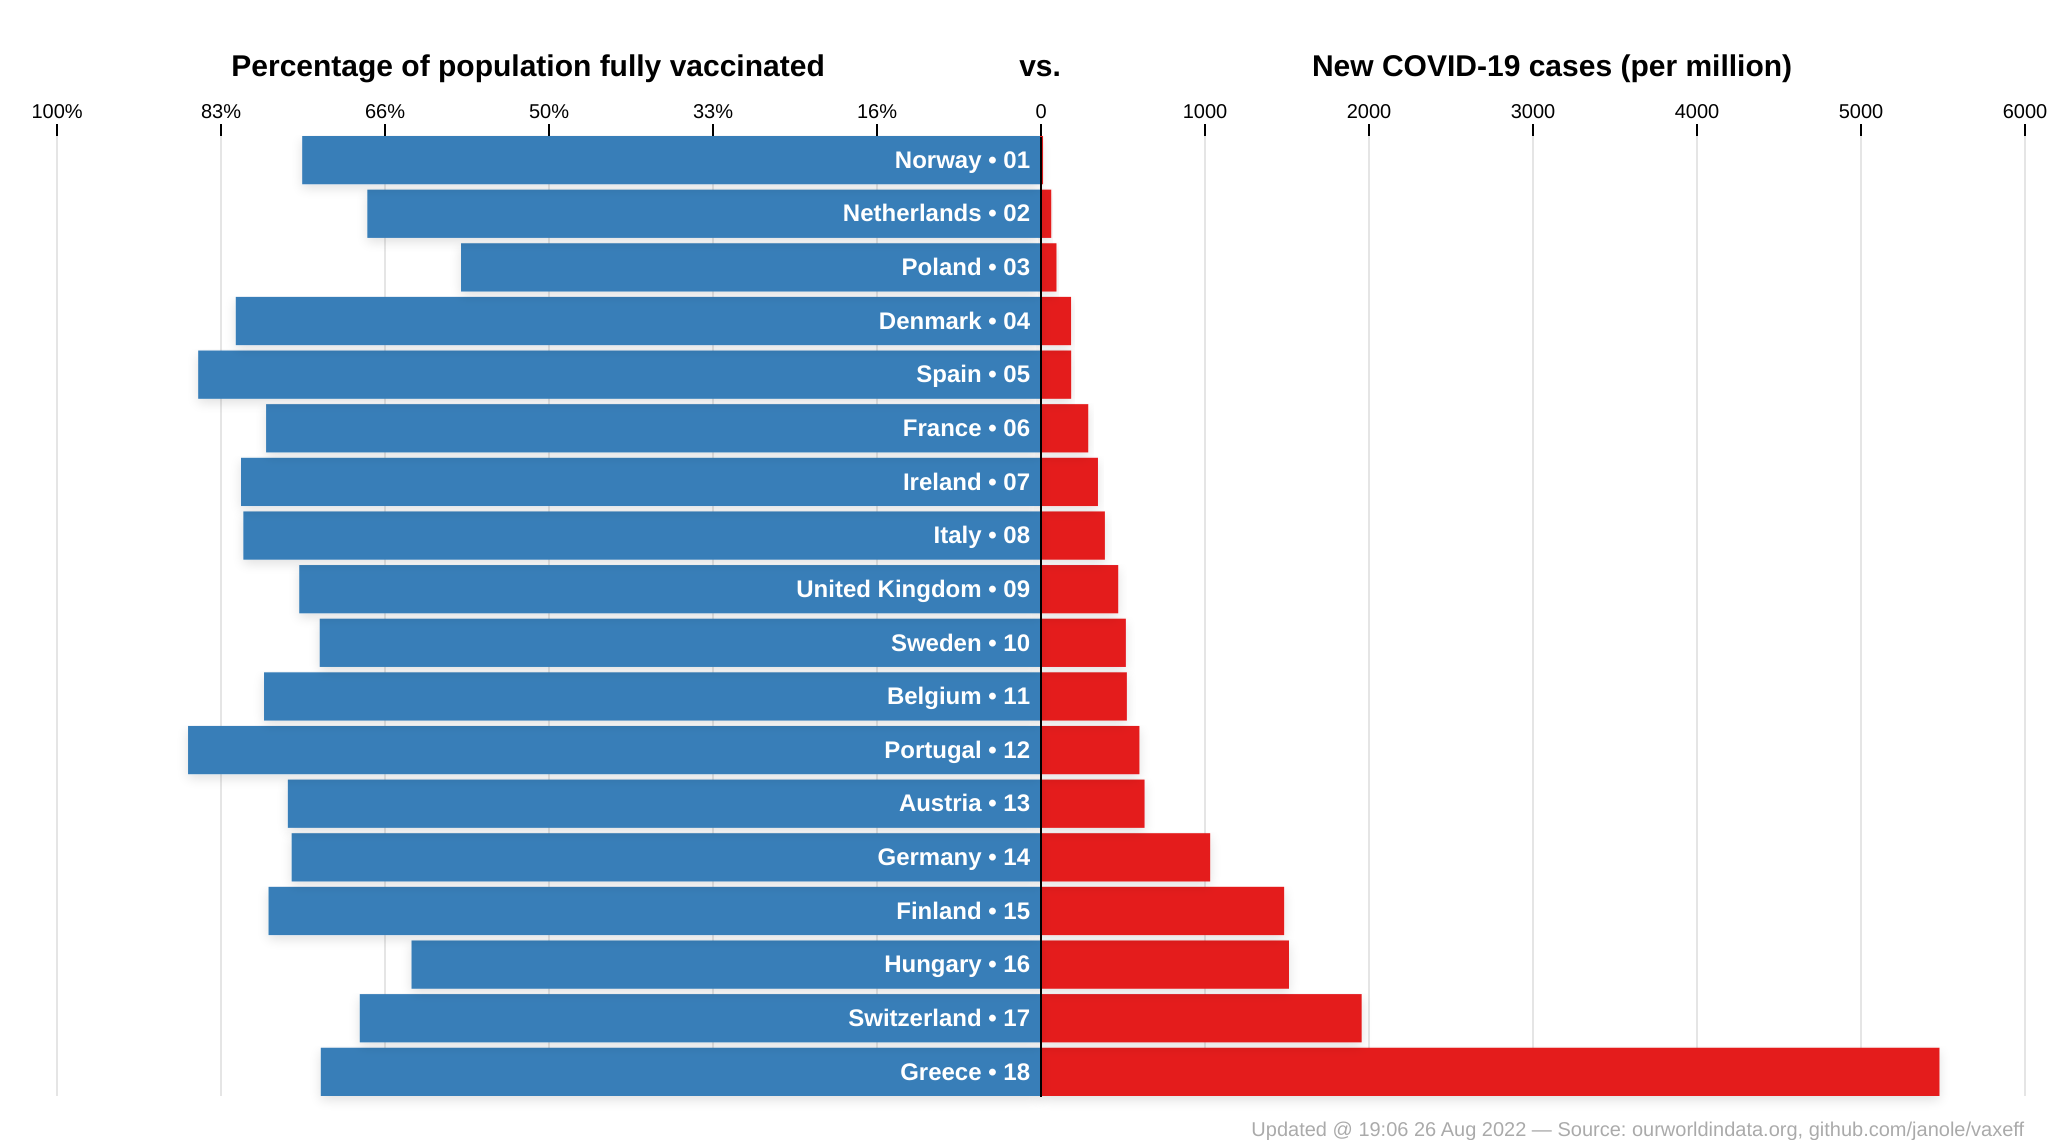 Percentage of population fully vaccinated vs. New COVID-19 cases (per million)
100% 83% 66% 50% 33% 16% 0 1000 2000 3000 4000 5000 6000
Norway • 01
Netherlands • 02
Poland • 03
Denmark • 04
Spain • 05
France • 06
Ireland • 07
Italy • 08
United Kingdom • 09
Sweden • 10
Belgium • 11
Portugal • 12
Austria • 13
Germany • 14
Finland • 15
Hungary • 16
Switzerland • 17
Greece • 18
Updated @ 19:06 26 Aug 2022 — Source: ourworldindata.org, github.com/janole/vaxeff